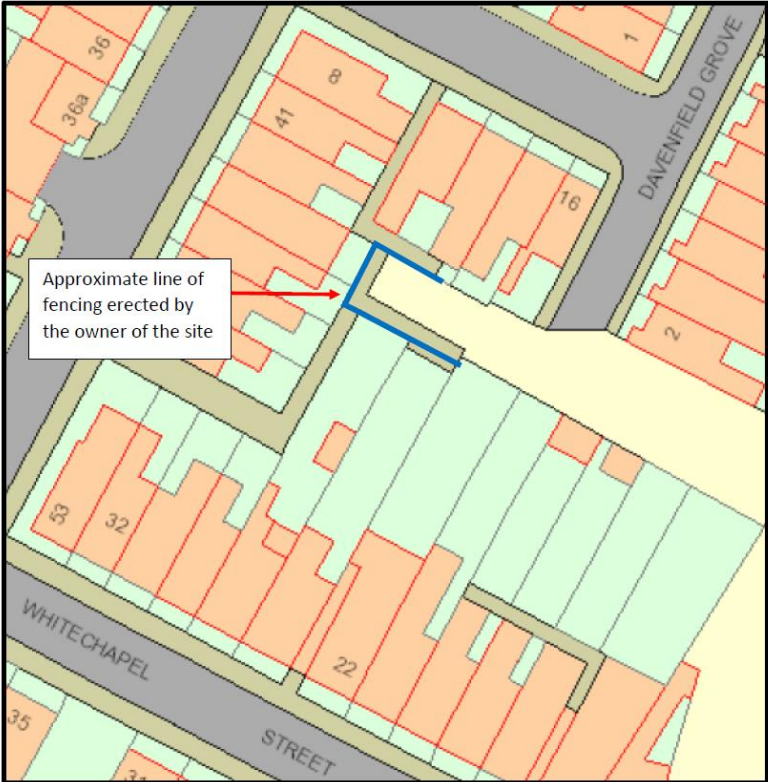 36
36a
8
41
1
DAVENFIELD GROVE
16
Approximate line of
fencing erected by
the owner of the site
2
53
32
WHITECHAPEL
22
STREET
35
31